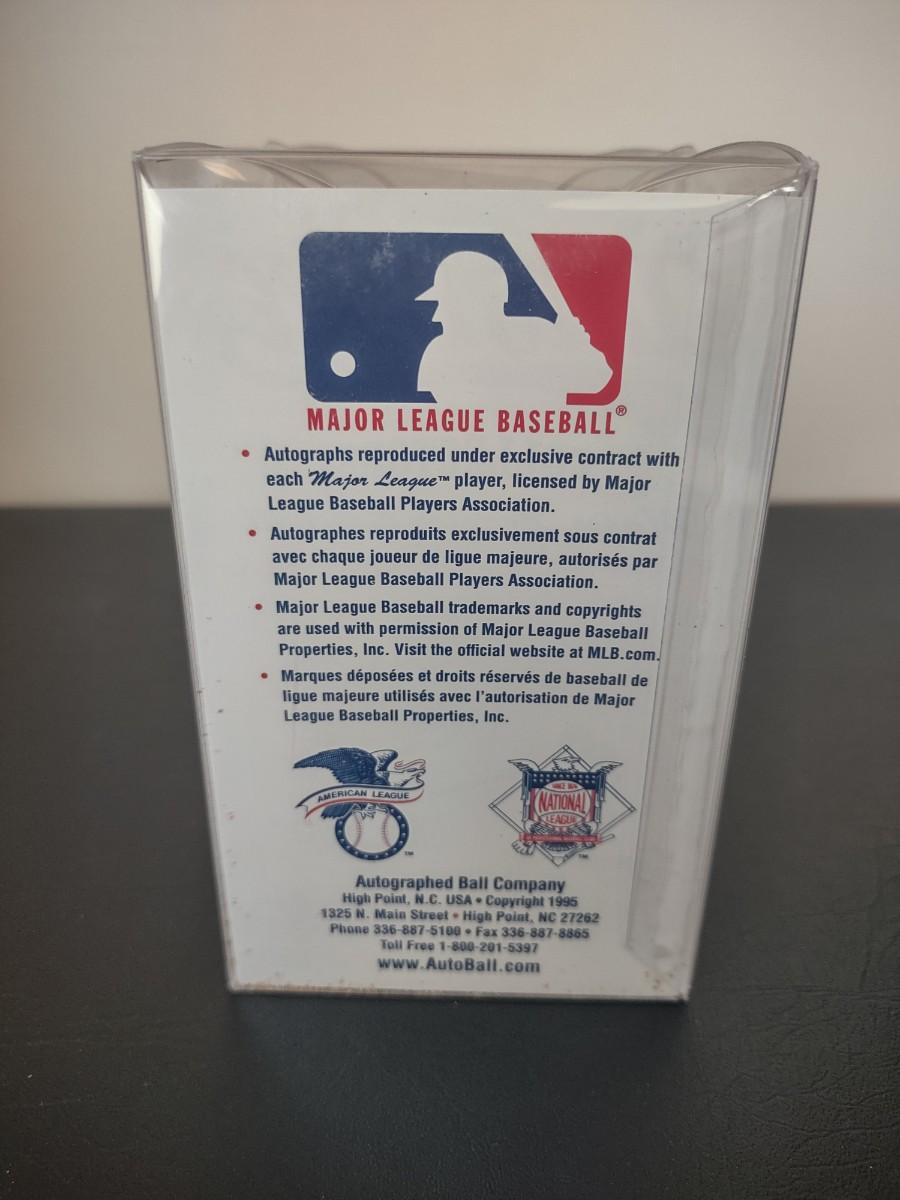 MAJOR LEAGUE BASEBALL®
• Autographs reproduced under exclusive contract with
each Major League™ player, licensed by Major
League Baseball Players Association.
• Autographes reproduits exclusivement sous contrat
avec chaque joueur de ligue majeure, autorisés par
Major League Baseball Players Association.
• Major League Baseball trademarks and copyrights
are used with permission of Major League Baseball
Properties, Inc. Visit the official website at MLB.com.
• Marques déposées et droits réservés de baseball de
ligue majeure utilisés avec l'autorisation de Major
League Baseball Properties, Inc.
AMERICAN LEAGUE
TM
SINCE 1876
NATIONAL
LEAGUE
TM
Autographed Ball Company
High Point, N.C. USA • Copyright 1995
1325 N. Main Street • High Point, NC 27262
Phone 336-887-5100 • Fax 336-887-8865
Toll Free 1-800-201-5397
www.AutoBall.com